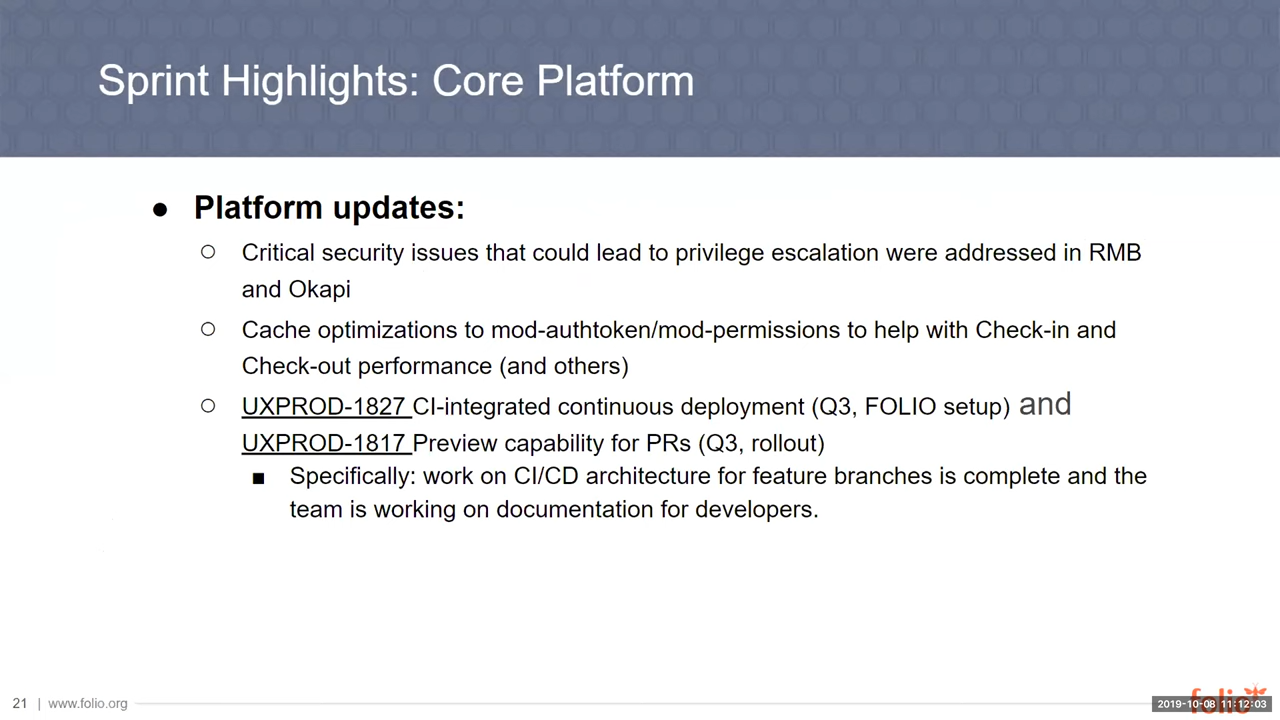 Sprint Highlights: Core Platform
● Platform updates:
○ Critical security issues that could lead to privilege escalation were addressed in RMB
and Okapi
○ Cache optimizations to mod-authtoken/mod-permissions to help with Check-in and
Check-out performance (and others)
○ UXPROD-1827 CI-integrated continuous deployment (Q3, FOLIO setup) and
UXPROD-1817 Preview capability for PRs (Q3, rollout)
■ Specifically: work on CI/CD architecture for feature branches is complete and the
team is working on documentation for developers.
21 | www.folio.org
folio
2019-10-08 11:12:03